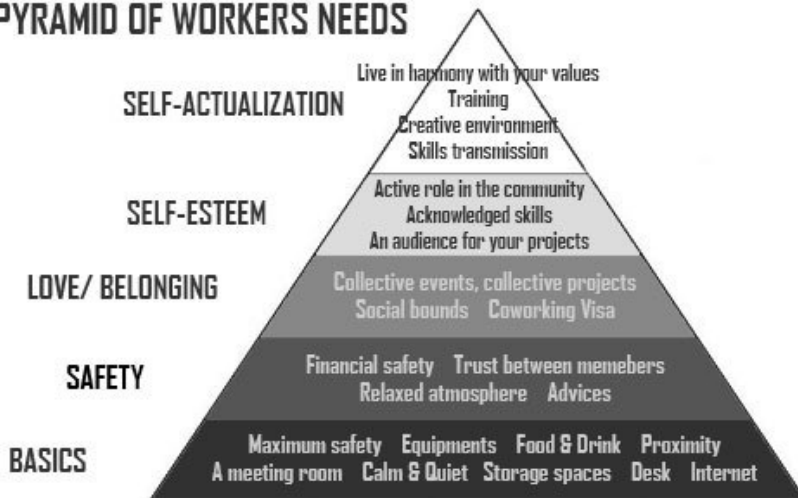 PYRAMID OF WORKERS NEEDS
SELF-ACTUALIZATION
Live in harmony with your values
Training
Creative environment
Skills transmission
SELF-ESTEEM
Active role in the community
Acknowledged skills
An audience for your projects
LOVE/ BELONGING
Collective events, collective projects
Social bounds Coworking Visa
SAFETY
Financial safety Trust between memebers
Relaxed atmosphere Advices
BASICS
Maximum safety Equipments Food & Drink Proximity
A meeting room Calm & Quiet Storage spaces Desk Internet